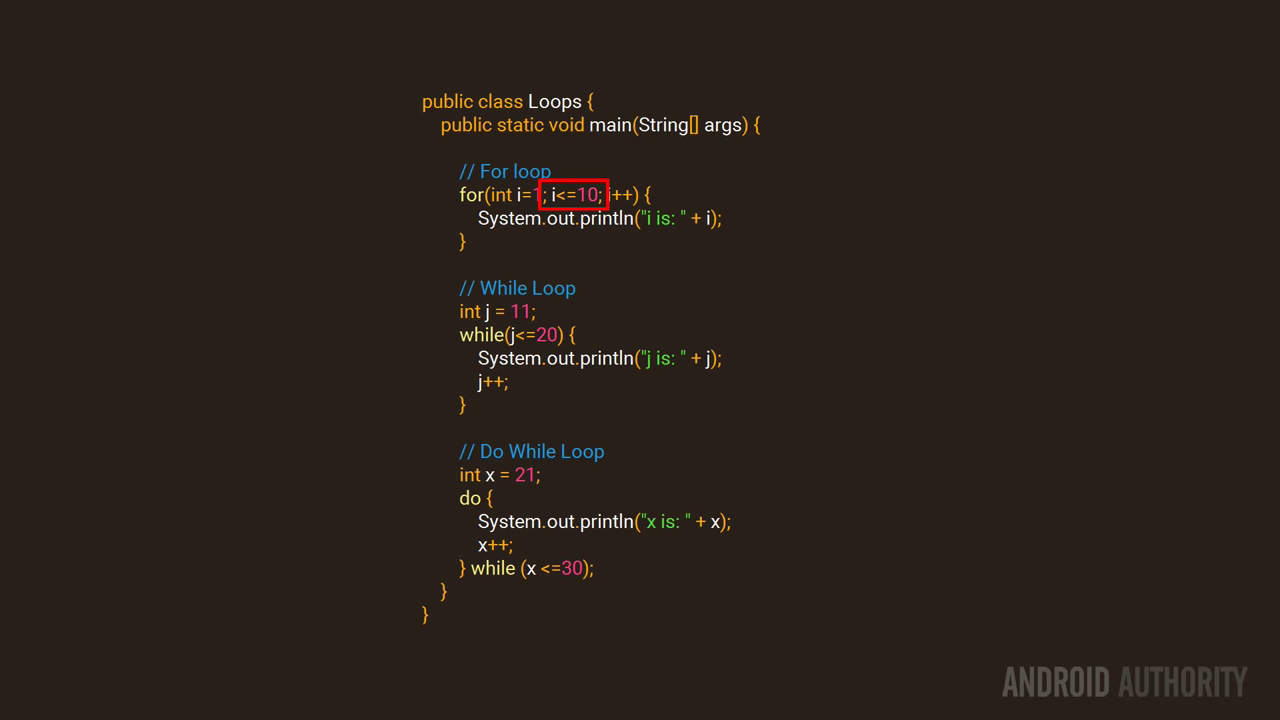 public class Loops {
public static void main(String[] args) {
// For loop
for(int i=1; i<=10; i++) {
System.out.println("i is: " + i);
}
// While Loop
int j = 11;
while(j<=20) {
System.out.println("j is: " + j);
j++;
}
// Do While Loop
int x = 21;
do {
System.out.println("x is: " + x);
x++;
} while (x <=30);
}
}
ANDROID AUTHORITY